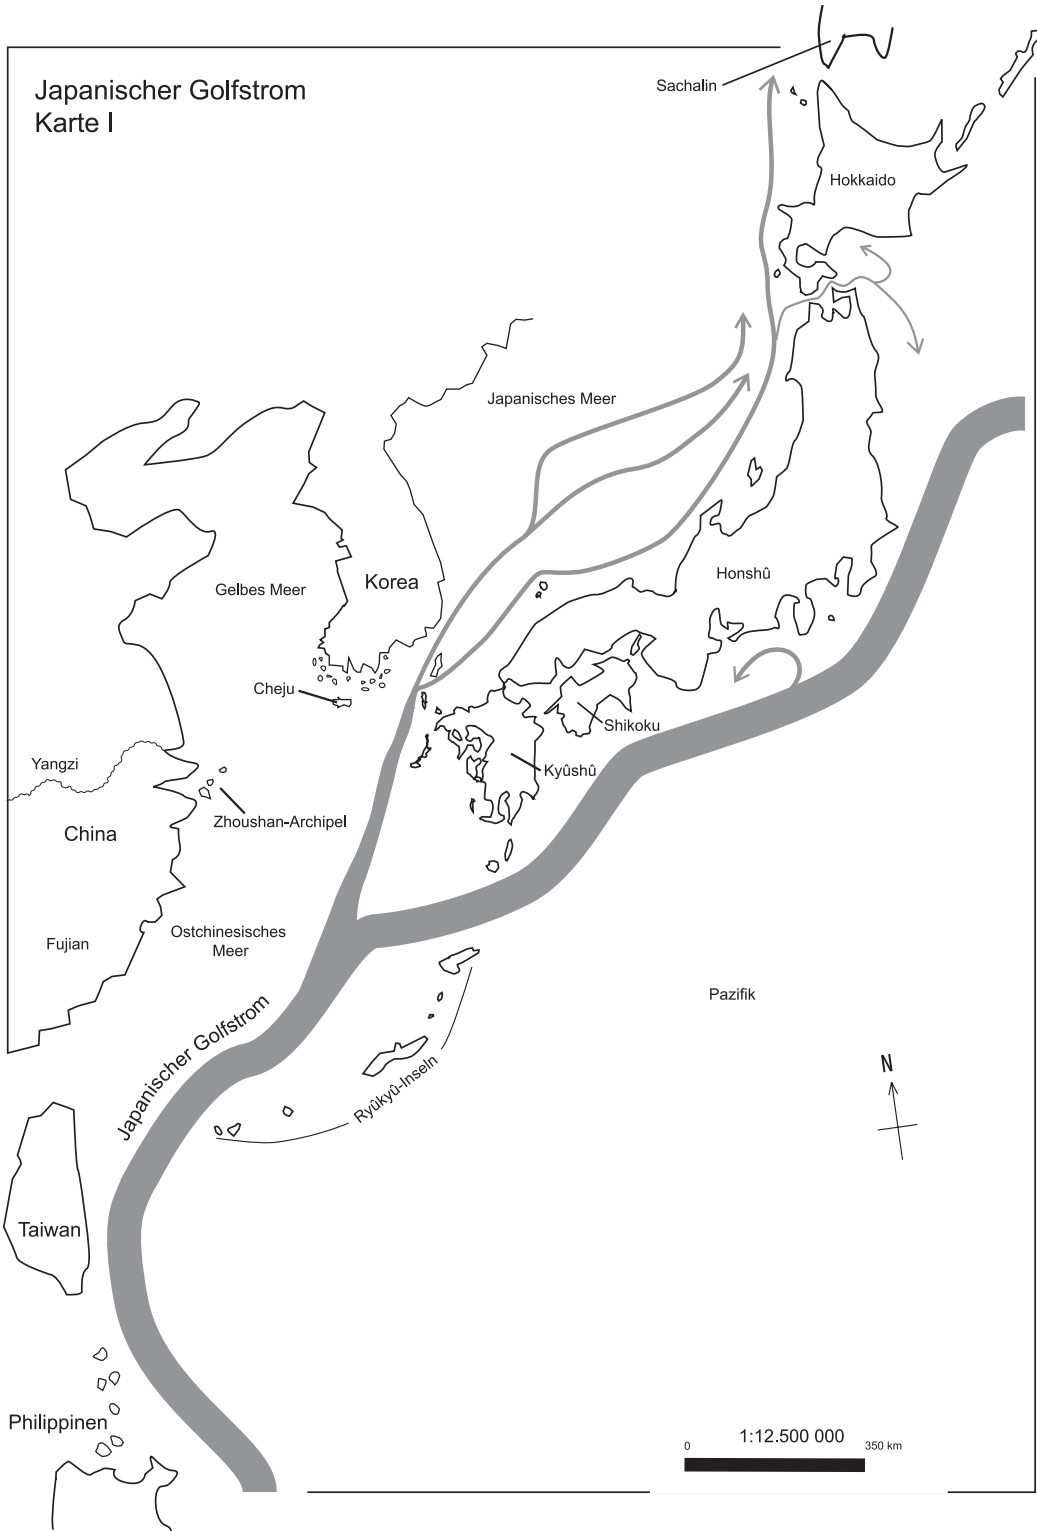 Japanischer Golfstrom
Karte I
Sachalin
Hokkaido
Japanisches Meer
Gelbes Meer
Korea
Honshû
Cheju
Shikoku
Yangzi
Kyûshû
Zhoushan-Archipel
China
Ostchinesisches
Meer
Fujian
Pazifik
Japanischer Golfstrom
Ryûkyû-Inseln
N
Taiwan
Philippinen
1:12.500 000
0
350 km